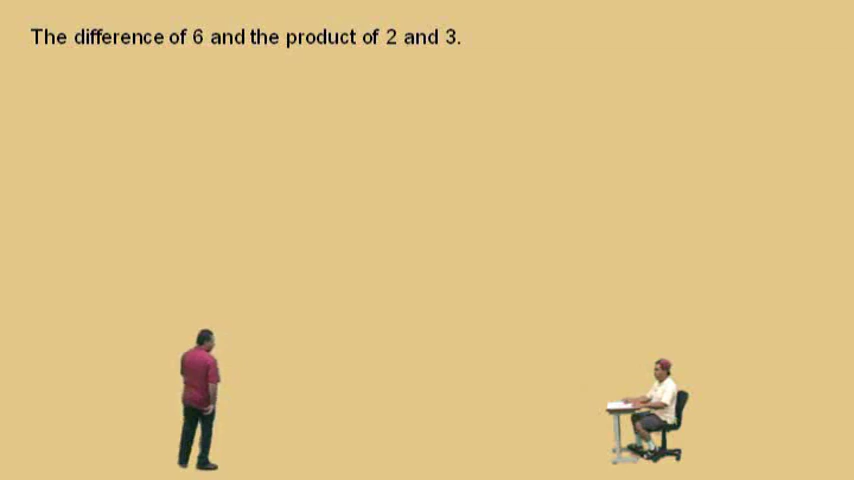 The difference of 6 and the product of 2 and 3.